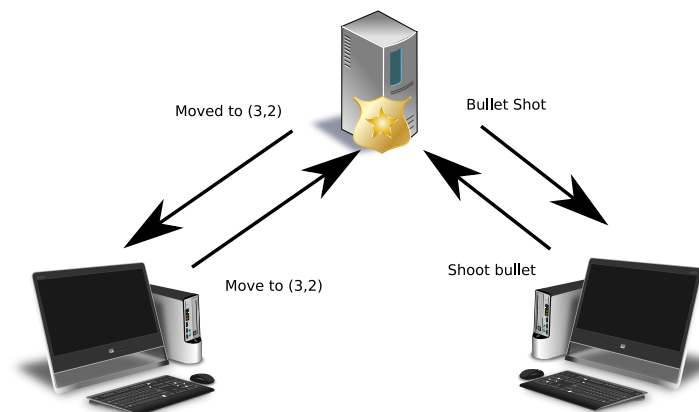 Moved to (3,2)
Bullet Shot
Move to (3,2)
Shoot bullet